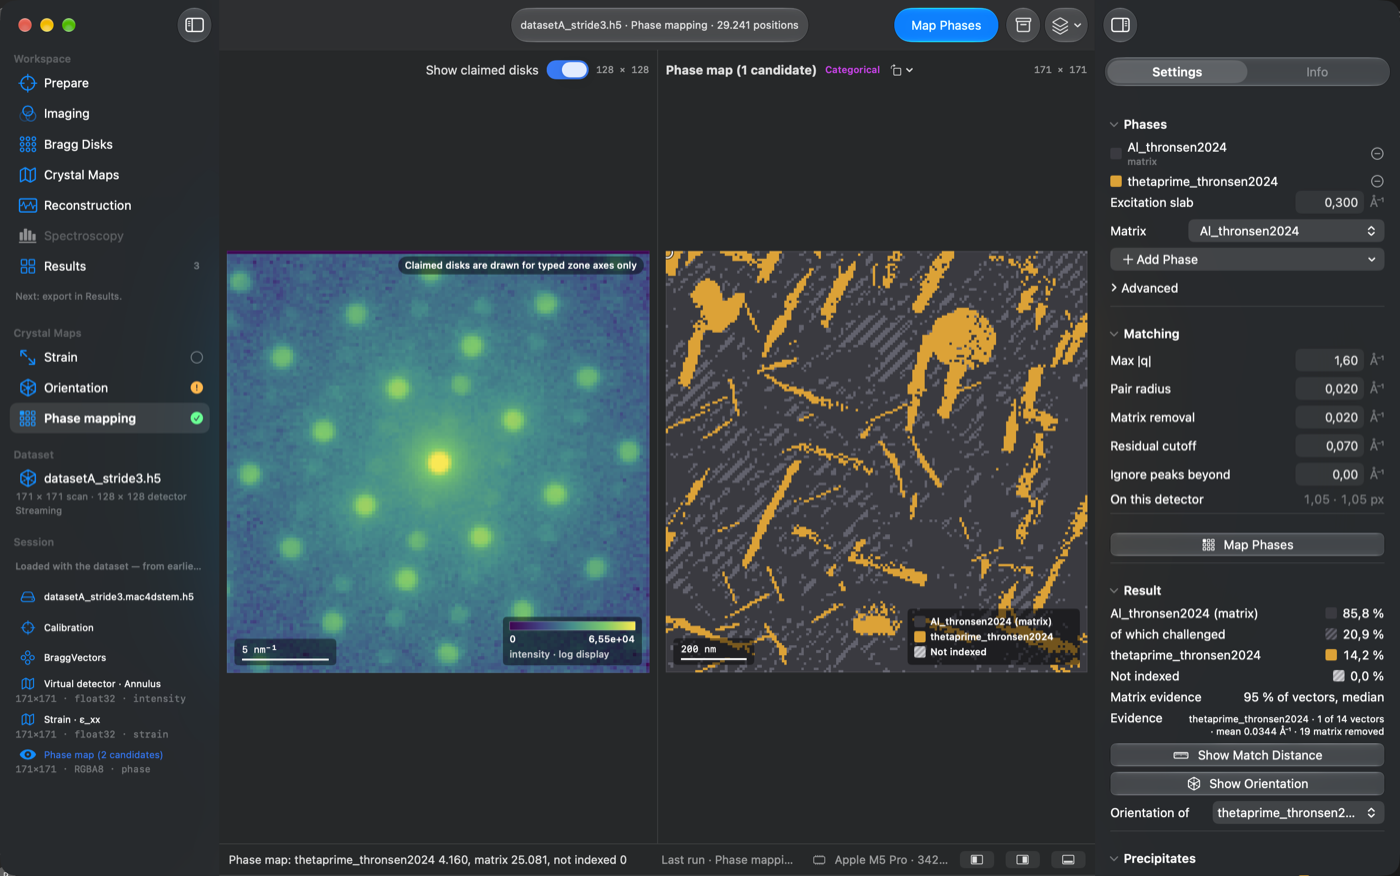 datasetA_stride3.h5 · Phase mapping · 29.241 positions
Map Phases
Workspace
Prepare
Imaging
Bragg Disks
Crystal Maps
Reconstruction
Spectroscopy
Results 3
Next: export in Results.
Crystal Maps
Strain
Orientation
Phase mapping
Dataset
datasetA_stride3.h5
171 × 171 scan · 128 × 128 detector
Streaming
Session
Loaded with the dataset — from earlie...
datasetA_stride3.mac4dstem.h5
Calibration
BraggVectors
Virtual detector · Annulus
171×171 · float32 · intensity
Strain · ε_xx
171×171 · float32 · strain
Phase map (2 candidates)
171×171 · RGBA8 · phase
Show claimed disks 128 × 128
Claimed disks are drawn for typed zone axes only
5 nm⁻¹
0 6,55e+04
intensity · log display
Phase map (1 candidate) Categorical 171 × 171
200 nm
Al_thronsen2024 (matrix)
thetaprime_thronsen2024
Not indexed
Phase map: thetaprime_thronsen2024 4.160, matrix 25.081, not indexed 0
Last run · Phase mappi...
Apple M5 Pro · 342...
Settings Info
Phases
Al_thronsen2024
matrix
thetaprime_thronsen2024
Excitation slab 0,300 Å⁻¹
Matrix Al_thronsen2024
Add Phase
Advanced
Matching
Max |q| 1,60 Å⁻¹
Pair radius 0,020 Å⁻¹
Matrix removal 0,020 Å⁻¹
Residual cutoff 0,070 Å⁻¹
Ignore peaks beyond 0,00 Å⁻¹
On this detector 1,05 · 1,05 px
Map Phases
Result
Al_thronsen2024 (matrix) 85,8 %
of which challenged 20,9 %
thetaprime_thronsen2024 14,2 %
Not indexed 0,0 %
Matrix evidence 95 % of vectors, median
Evidence thetaprime_thronsen2024 · 1 of 14 vectors
· mean 0.0344 Å⁻¹ · 19 matrix removed
Show Match Distance
Show Orientation
Orientation of thetaprime_thronsen2...
Precipitates